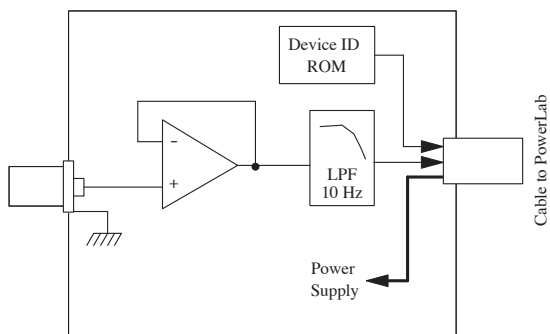 Device ID
ROM
-
+
LPF
10 Hz
Power
Supply
Cable to PowerLab